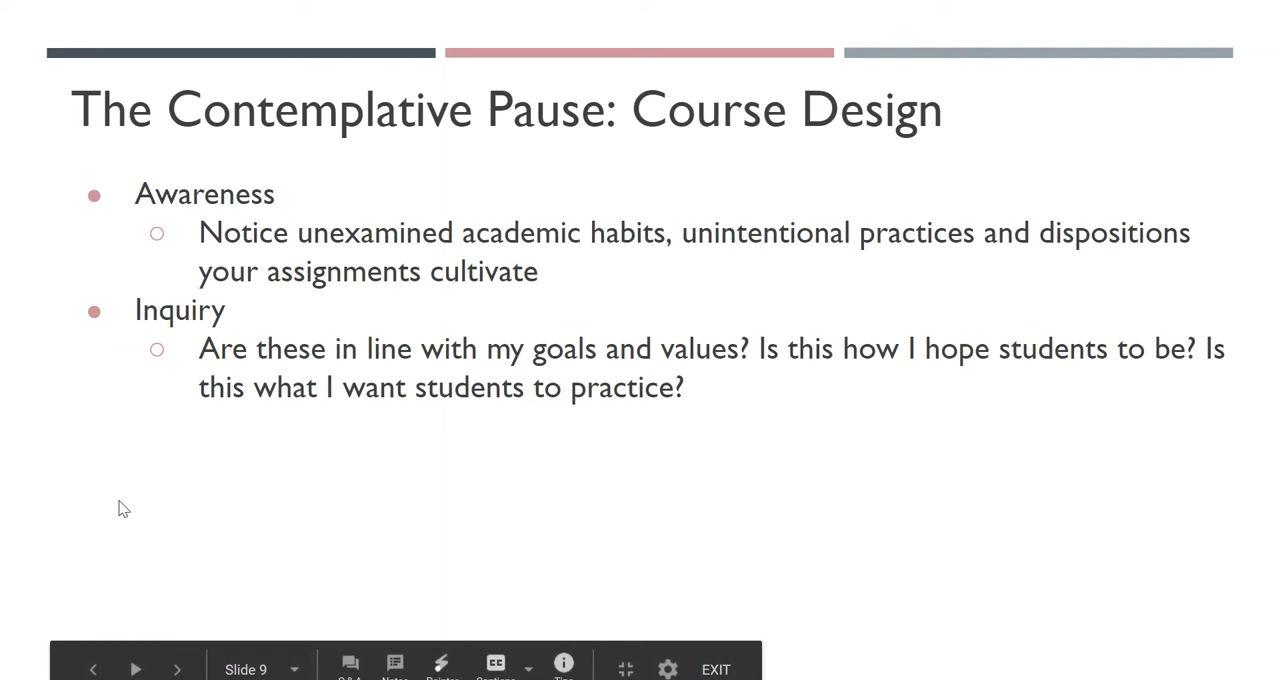 The Contemplative Pause: Course Design
Awareness
Notice unexamined academic habits, unintentional practices and dispositions
your assignments cultivate
Inquiry
Are these in line with my goals and values? Is this how I hope students to be? Is
this what I want students to practice?
Slide 9
CC
EXIT